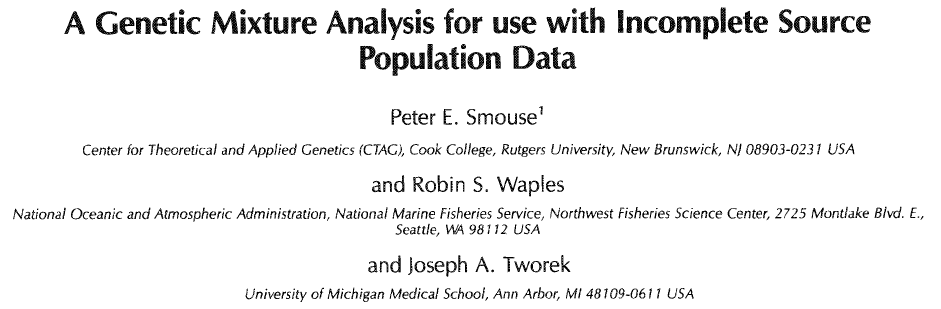 A Genetic Mixture Analysis for use with Incomplete Source
Population Data
Peter E. Smouse¹
Center for Theoretical and Applied Genetics (CTAG), Cook College, Rutgers University, New Brunswick, NJ 08903-0231 USA
and Robin S. Waples
National Oceanic and Atmospheric Administration, National Marine Fisheries Service, Northwest Fisheries Science Center, 2725 Montlake Blvd. E.,
Seattle, WA 98112 USA
and Joseph A. Tworek
University of Michigan Medical School, Ann Arbor, MI 48109-0611 USA